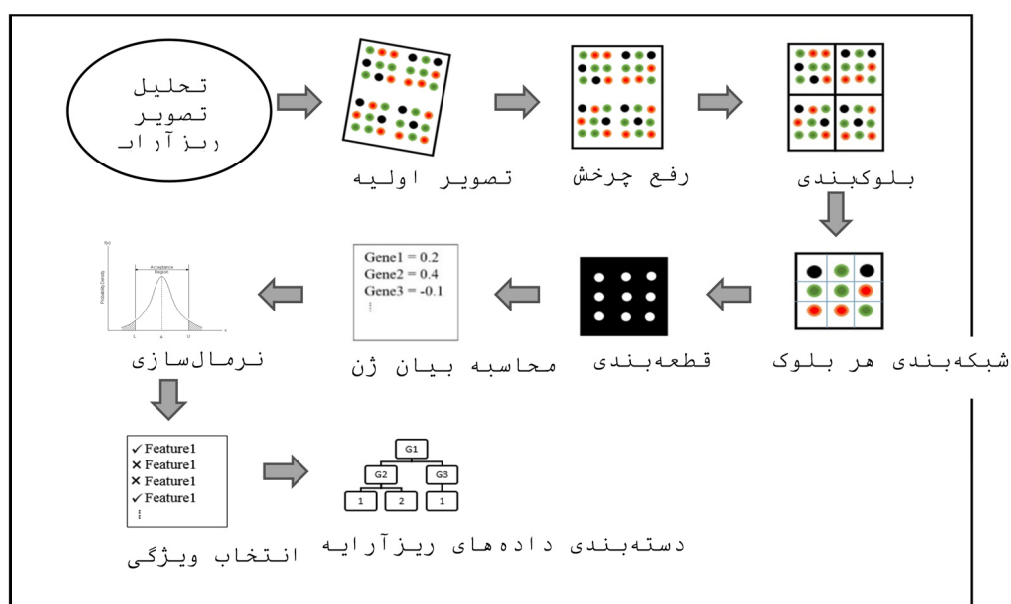 تحلیل
تصویر
ریزآرایه
تصویر اولیه
رفع چرخش
بلوک‌بندی
شبکه‌بندی هر بلوک
قطعه‌بندی
Gene1 = 0.2
Gene2 = 0.4
Gene3 = -0.1
⋮
محاسبه بیان ژن
f(x)
Probability Density
Acceptance
Region
L
U
x
نرمال‌سازی
✓ Feature1
× Feature1
× Feature1
✓ Feature1
⋮
انتخاب ویژگی
G1
G2
G3
1
2
1
دسته‌بندی داده‌های ریزآرایه